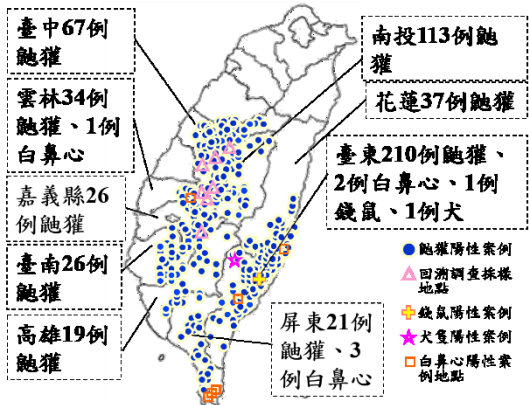 臺中67例
鼬獾
雲林34例
鼬獾、1例
白鼻心
嘉義縣26
例鼬獾
臺南26例
鼬獾
高雄19例
鼬獾
南投113例鼬
獾
花蓮37例鼬獾
臺東210例鼬獾、
2例白鼻心、1例
錢鼠、1例犬
屏東21例
鼬獾、3
例白鼻心
鼬獾陽性案例
回溯調查採樣
地點
錢鼠陽性案例
犬隻陽性案例
白鼻心陽性案
例地點